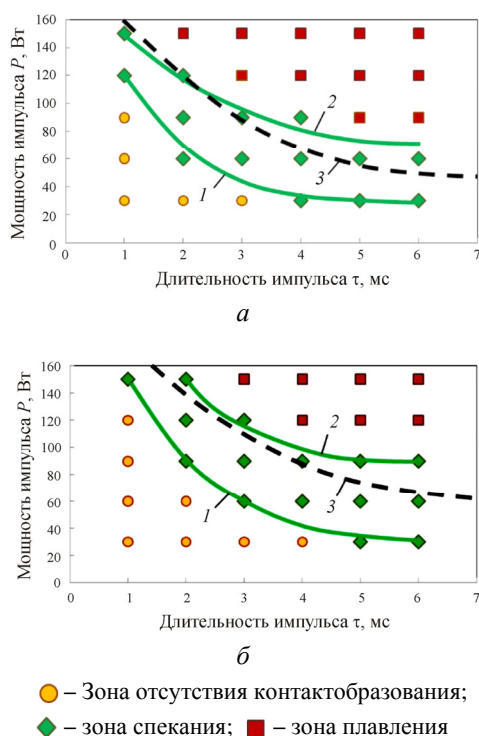 Мощность импульса P, Вт
160
140
120
100
80
60
40
20
0
0 1 2 3 4 5 6 7
1
2
3
Длительность импульса τ, мс
а
Мощность импульса P, Вт
160
140
120
100
80
60
40
20
0
0 1 2 3 4 5 6 7
1
2
3
Длительность импульса τ, мс
б
– Зона отсутствия контактобразования;
– зона спекания; – зона плавления